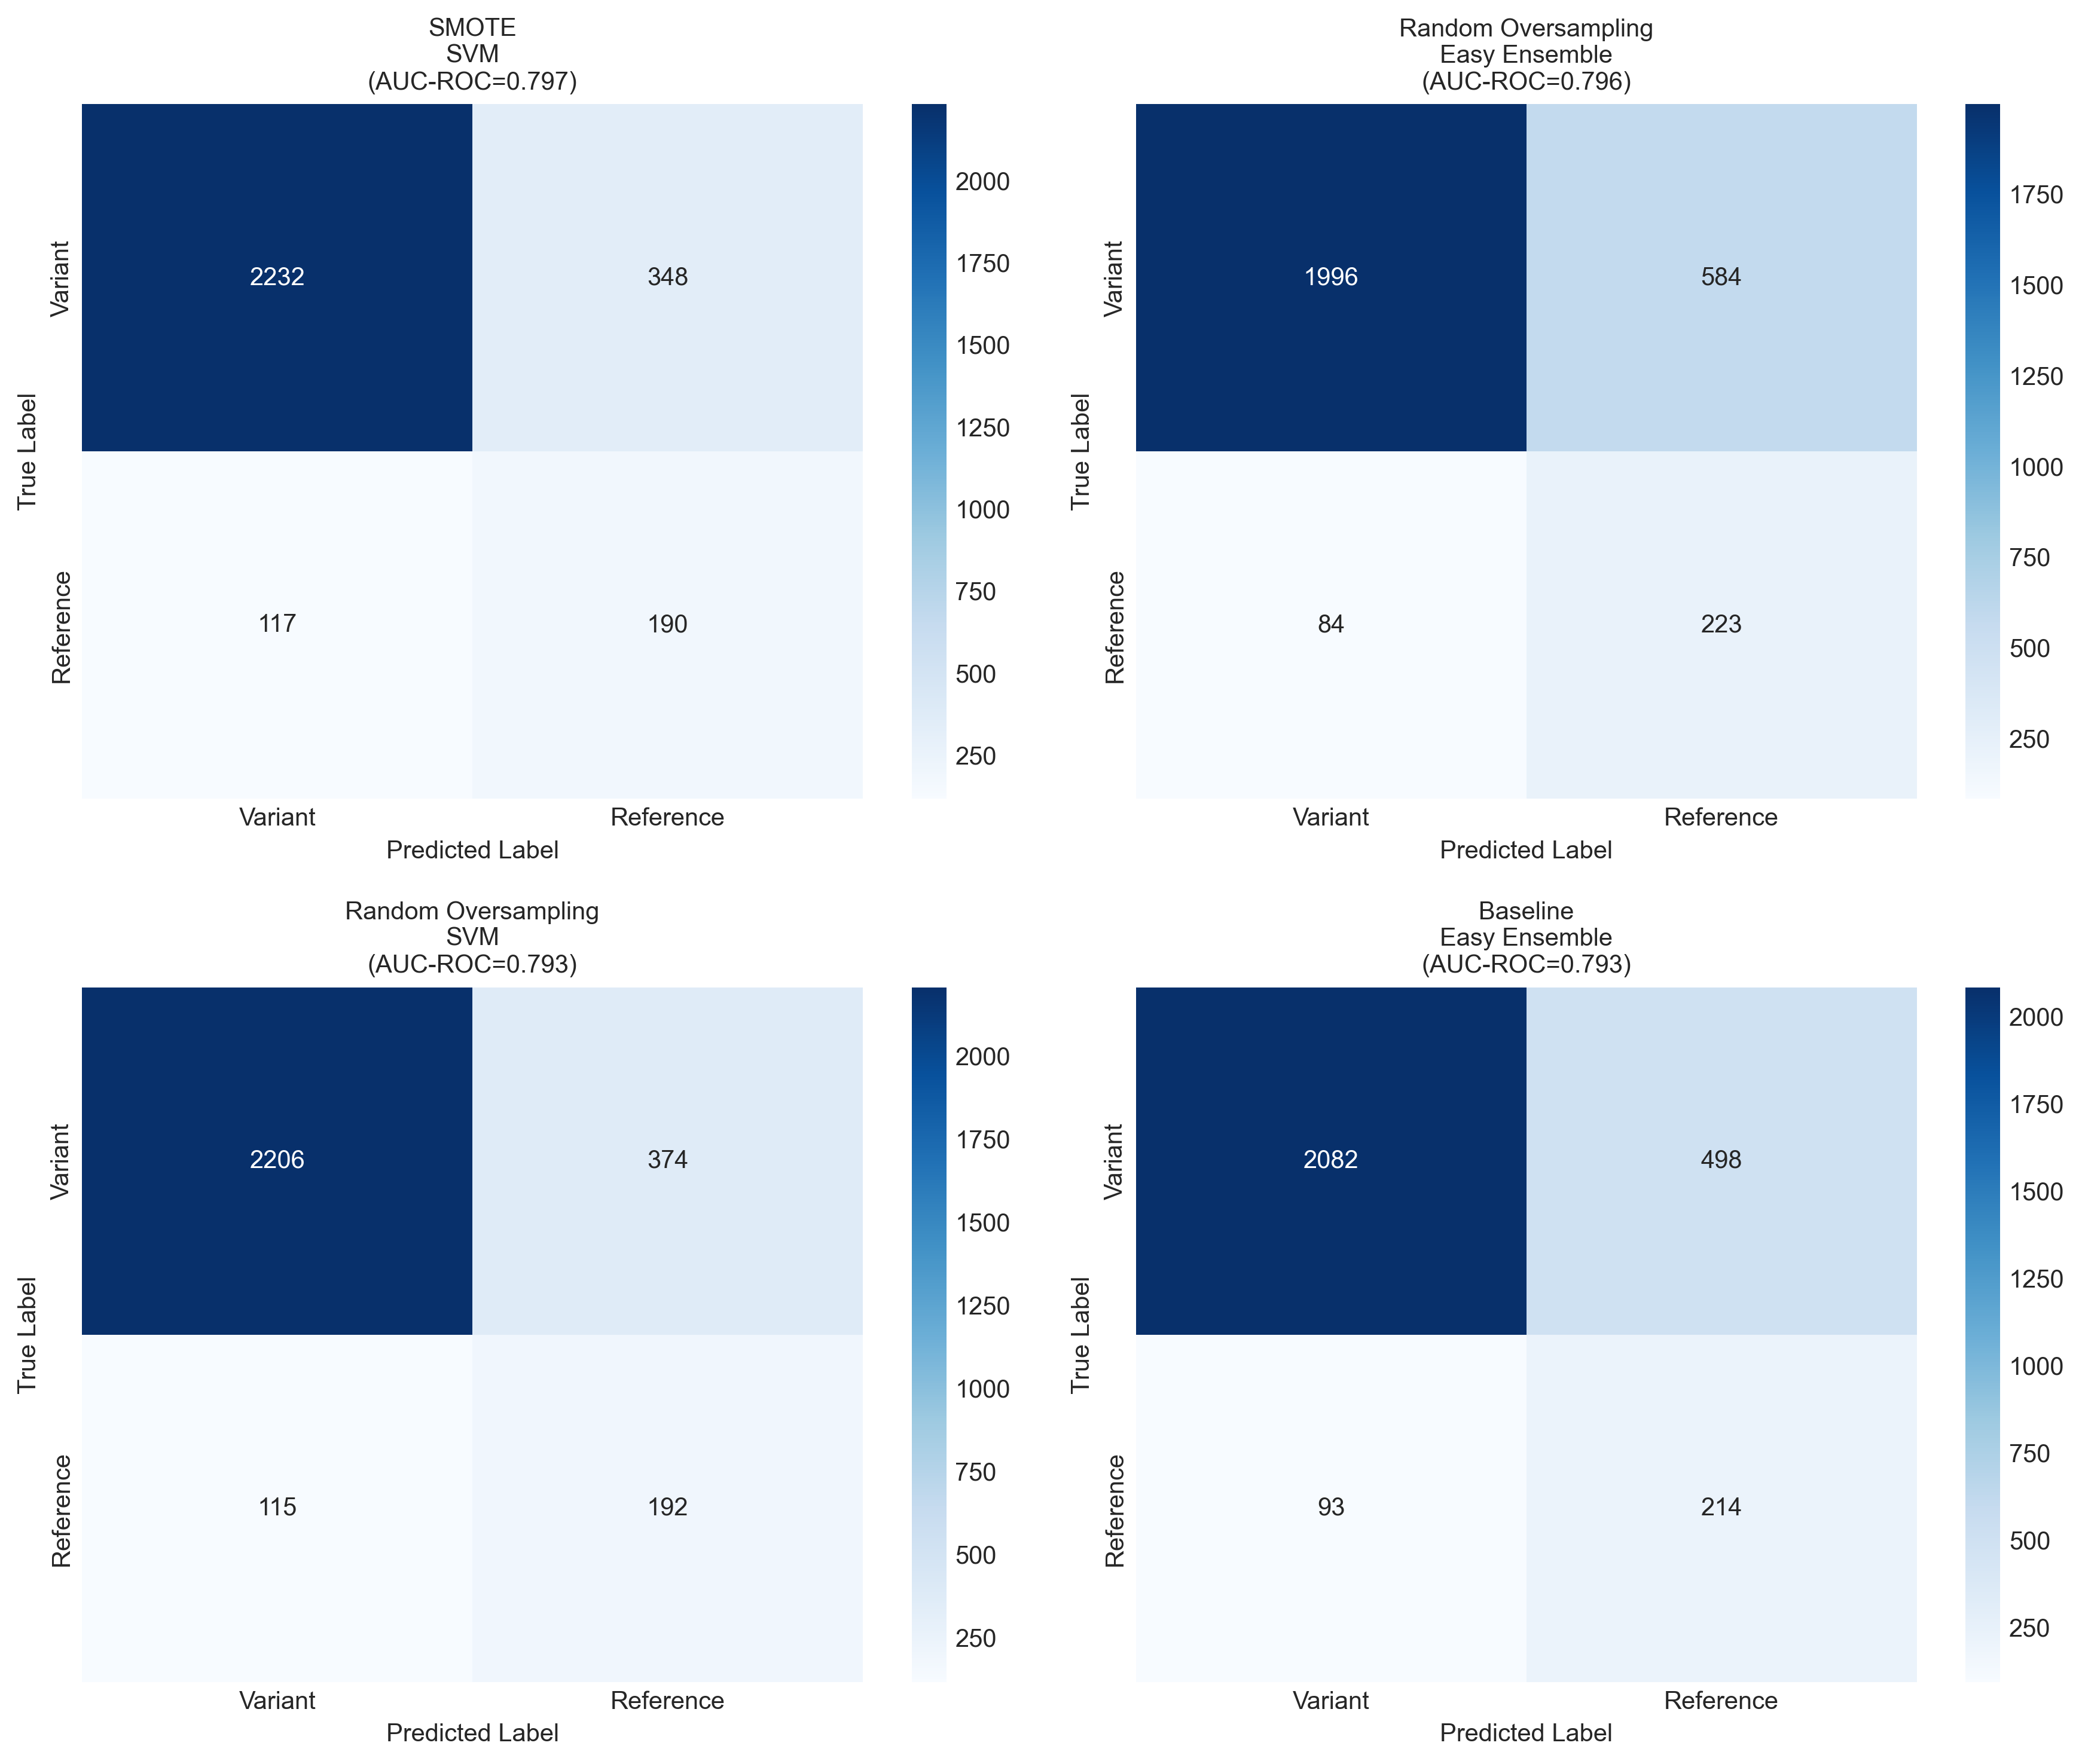 SMOTE
SVM
(AUC-ROC=0.797)
True Label
Variant
Reference
2232
348
117
190
Variant
Reference
Predicted Label
2000
1750
1500
1250
1000
750
500
250
Random Oversampling
Easy Ensemble
(AUC-ROC=0.796)
True Label
Variant
Reference
1996
584
84
223
Variant
Reference
Predicted Label
1750
1500
1250
1000
750
500
250
Random Oversampling
SVM
(AUC-ROC=0.793)
True Label
Variant
Reference
2206
374
115
192
Variant
Reference
Predicted Label
2000
1750
1500
1250
1000
750
500
250
Baseline
Easy Ensemble
(AUC-ROC=0.793)
True Label
Variant
Reference
2082
498
93
214
Variant
Reference
Predicted Label
2000
1750
1500
1250
1000
750
500
250